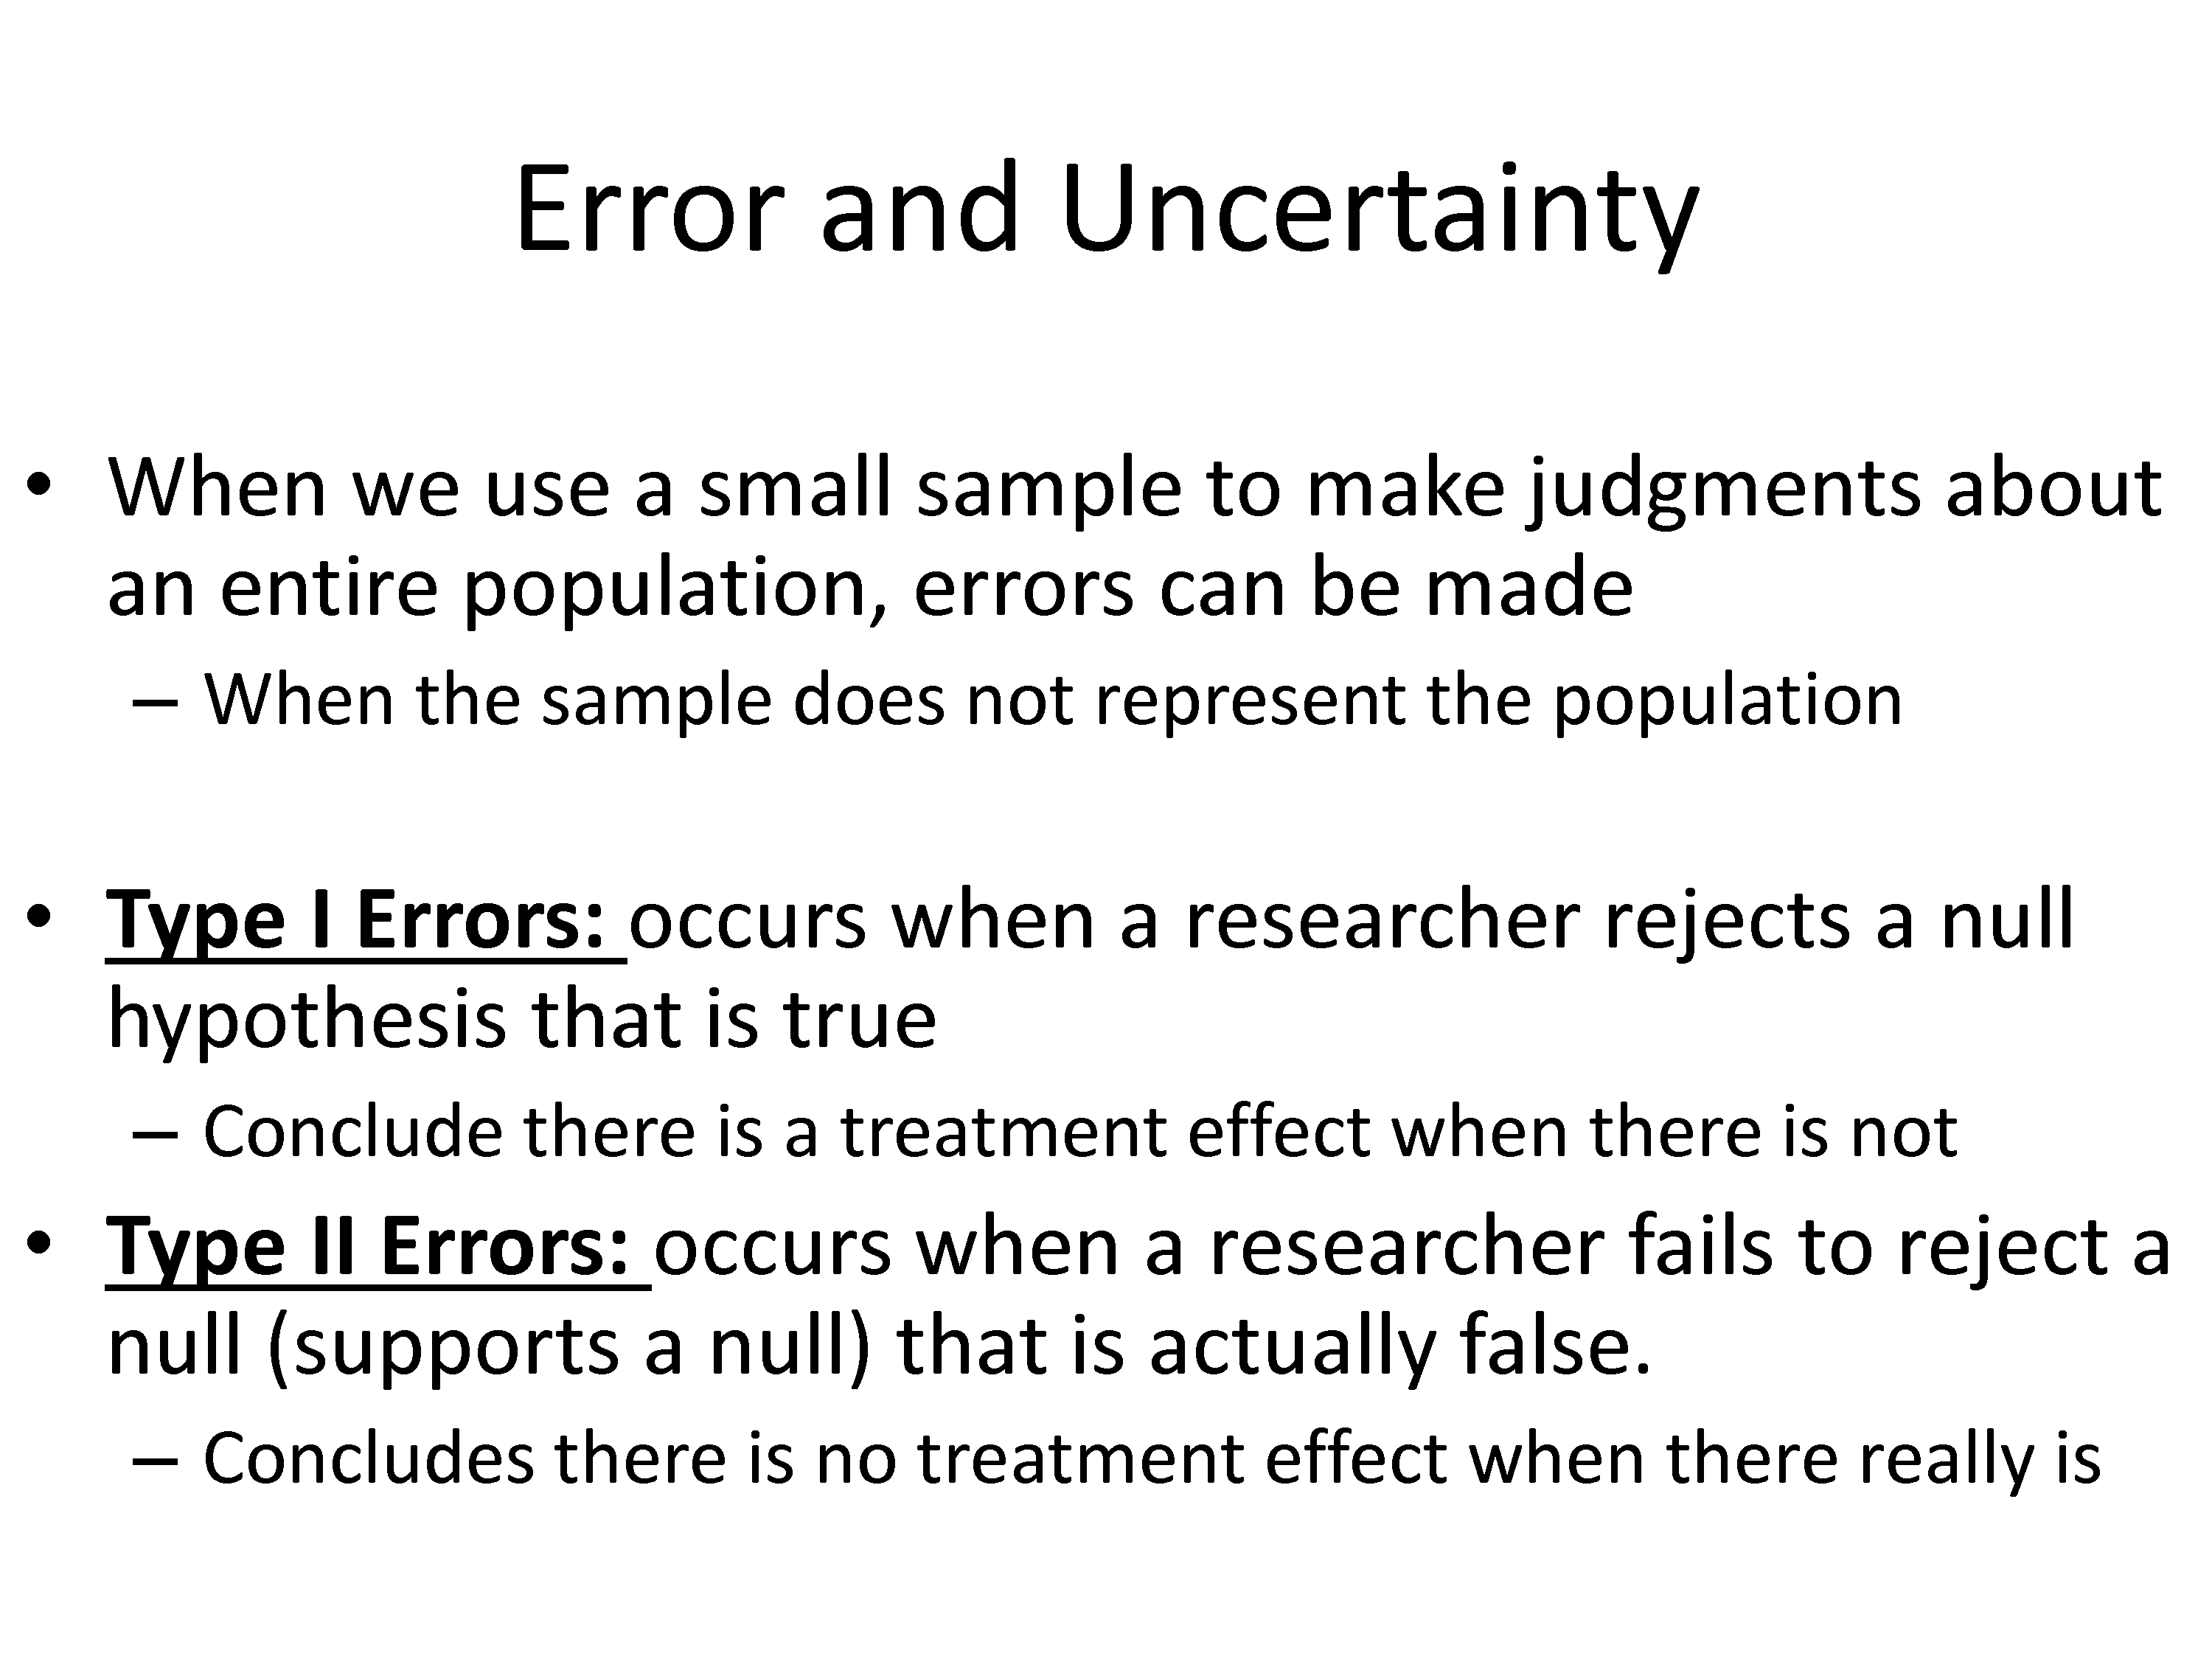 Error and Uncertainty
• When we use a small sample to make judgments about
an entire population, errors can be made
– When the sample does not represent the population
• Type I Errors: occurs when a researcher rejects a null
hypothesis that is true
– Conclude there is a treatment effect when there is not
• Type II Errors: occurs when a researcher fails to reject a
null (supports a null) that is actually false.
– Concludes there is no treatment effect when there really is